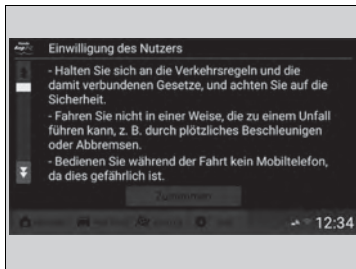 Einwilligung des Nutzers
- Halten Sie sich an die Verkehrsregeln und die
damit verbundenen Gesetze, und achten Sie auf die
Sicherheit.
- Fahren Sie nicht in einer Weise, die zu einem Unfall
führen kann, z. B. durch plötzliches Beschleunigen
oder Abbremsen.
- Bedienen Sie während der Fahrt kein Mobiltelefon,
da dies gefährlich ist.
Zustimmen
12:34